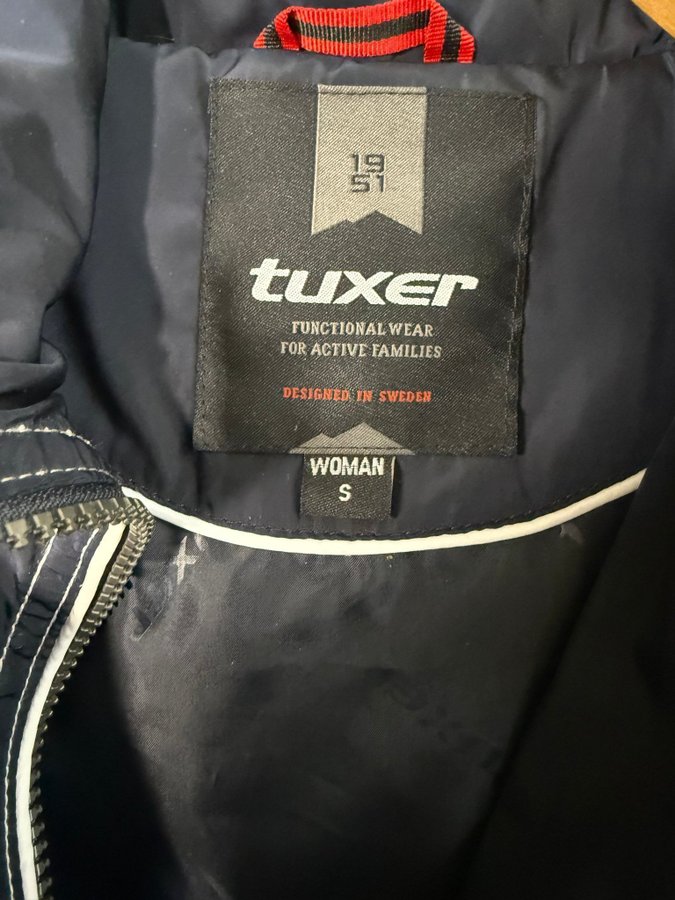 19
51
tuxer
FUNCTIONAL WEAR
FOR ACTIVE FAMILIES
DESIGNED IN SWEDEN
WOMAN
S